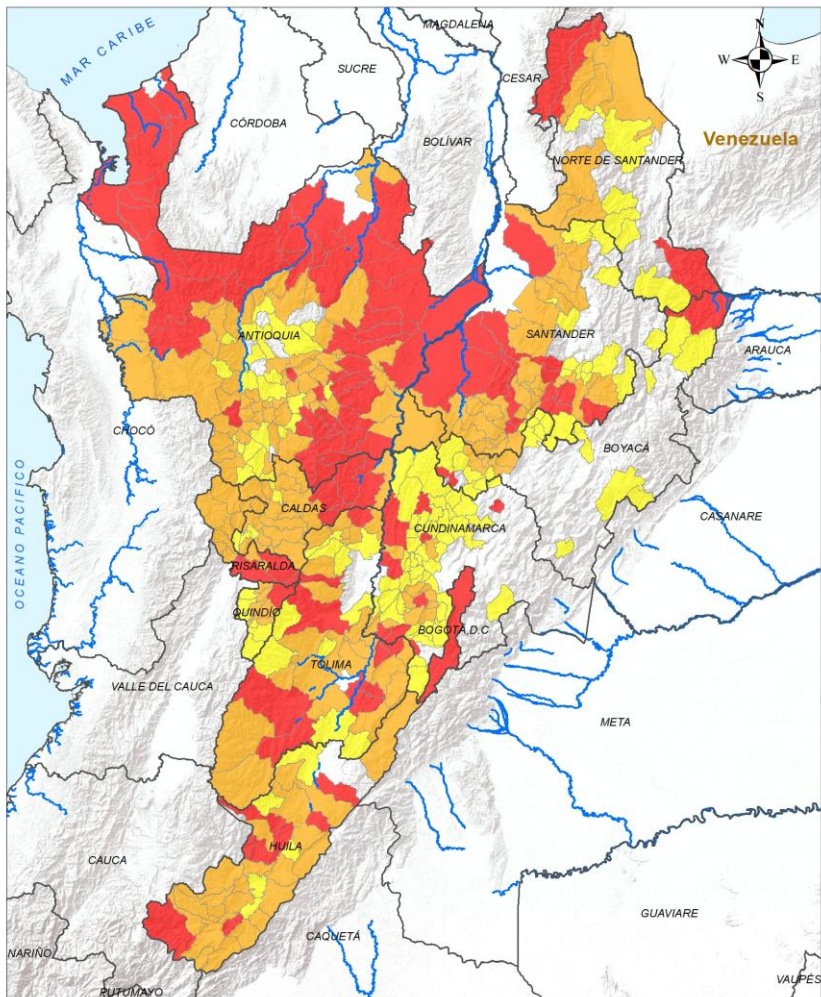 MAGDALENA
N
MAR CARIBE
SUCRE
CESAR
W
E
S
CÓRDOBA
BOLÍVAR
Venezuela
NORTE DE SANTANDER
ANTIOQUIA
SANTANDER
ARAUCA
CHOCÓ
BOYACÁ
OCEANO PACIFICO
CALDAS
CUNDINAMARCA
CASANARE
RISARALDA
QUINDÍO
BOGOTÁ D.C
TOLIMA
VALLE DEL CAUCA
META
HUILA
CAUCA
GUAVIARE
CAQUETÁ
NARIÑO
PUTUMAYO
VAUPÉS